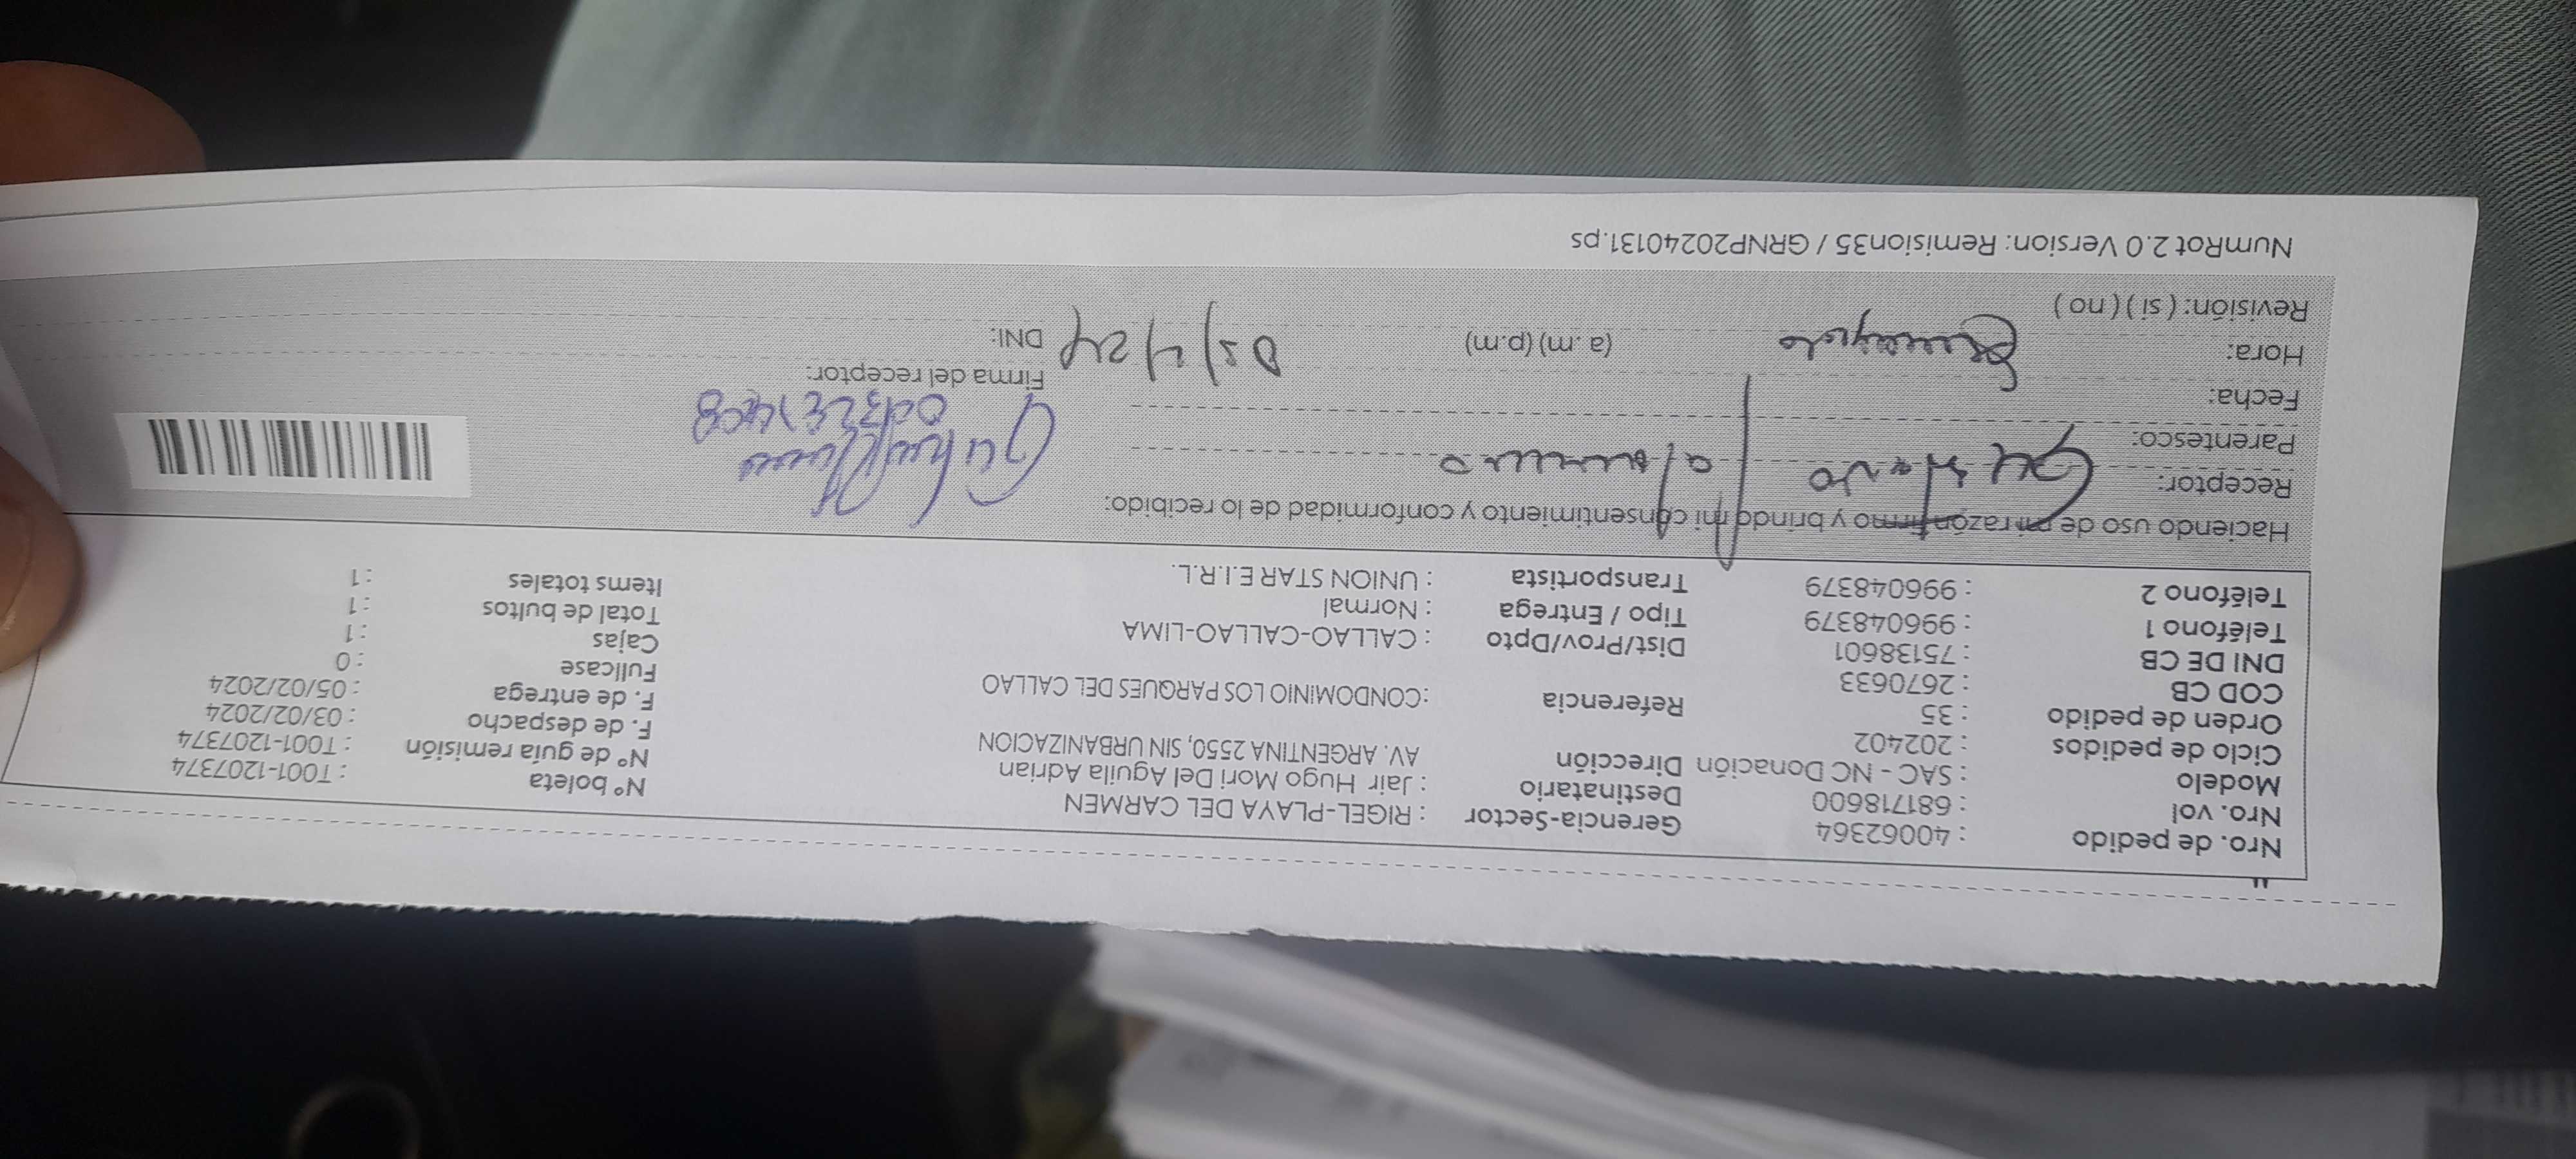 Nro. de pedido : 40062364 Gerencia-Sector : RIGEL-PLAYA DEL CARMEN Nº boleta : T001-1207374
Nro. vol : 681718600 Destinatario : Jair Hugo Mori Del Aguila Adrian Nº de guía remisión : T001-1207374
Modelo : SAC - NC Donación Dirección AV. ARGENTINA 2550, SIN URBANIZACION F. de despacho : 03/02/2024
Ciclo de pedidos : 202402 F. de entrega : 05/02/2024
Orden de pedido : 35 Referencia : CONDOMINIO LOS PARQUES DEL CALLAO Fullcase : 0
COD CB : 2670633 Cajas : 1
DNI DE CB : 75138601 Dist/Prov/Dpto : CALLAO-CALLAO-LIMA Total de bultos : 1
Teléfono 1 : 996048379 Tipo / Entrega : Normal Items totales : 1
Teléfono 2 : 996048379 Transportista : UNION STAR E.I.R.L.
Haciendo uso de mi razón firmo y brindo mi consentimiento y conformidad de lo recibido:
Receptor: Gustavo
Parentesco:
Fecha: Firma del receptor:
Hora: (a.m) (p.m) DNI:
Revisión: ( si ) ( no )
NumRot 2.0 Version: Remision35 / GRNP20240131.ps